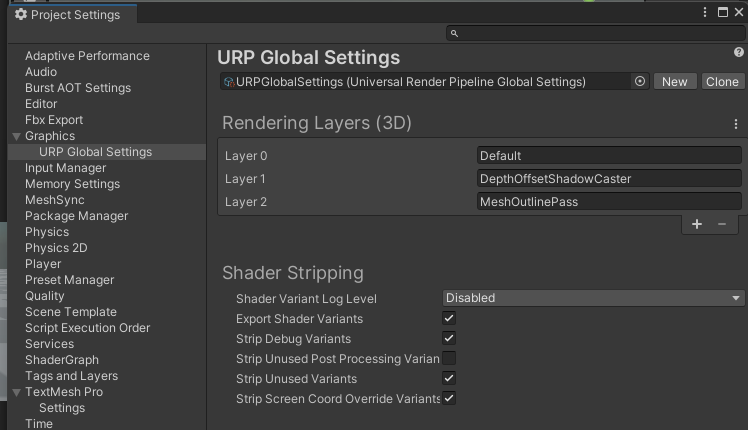 Project Settings
Adaptive Performance
Audio
Burst AOT Settings
Editor
Fbx Export
Graphics
URP Global Settings
Input Manager
Memory Settings
MeshSync
Package Manager
Physics
Physics 2D
Player
Preset Manager
Quality
Scene Template
Script Execution Order
Services
ShaderGraph
Tags and Layers
TextMesh Pro
Settings
Time
URP Global Settings
URPGlobalSettings (Universal Render Pipeline Global Settings)
New
Clone
Rendering Layers (3D)
Layer 0 Default
Layer 1 DepthOffsetShadowCaster
Layer 2 MeshOutlinePass
+ −
Shader Stripping
Shader Variant Log Level Disabled
Export Shader Variants
Strip Debug Variants
Strip Unused Post Processing Varian
Strip Unused Variants
Strip Screen Coord Override Variants